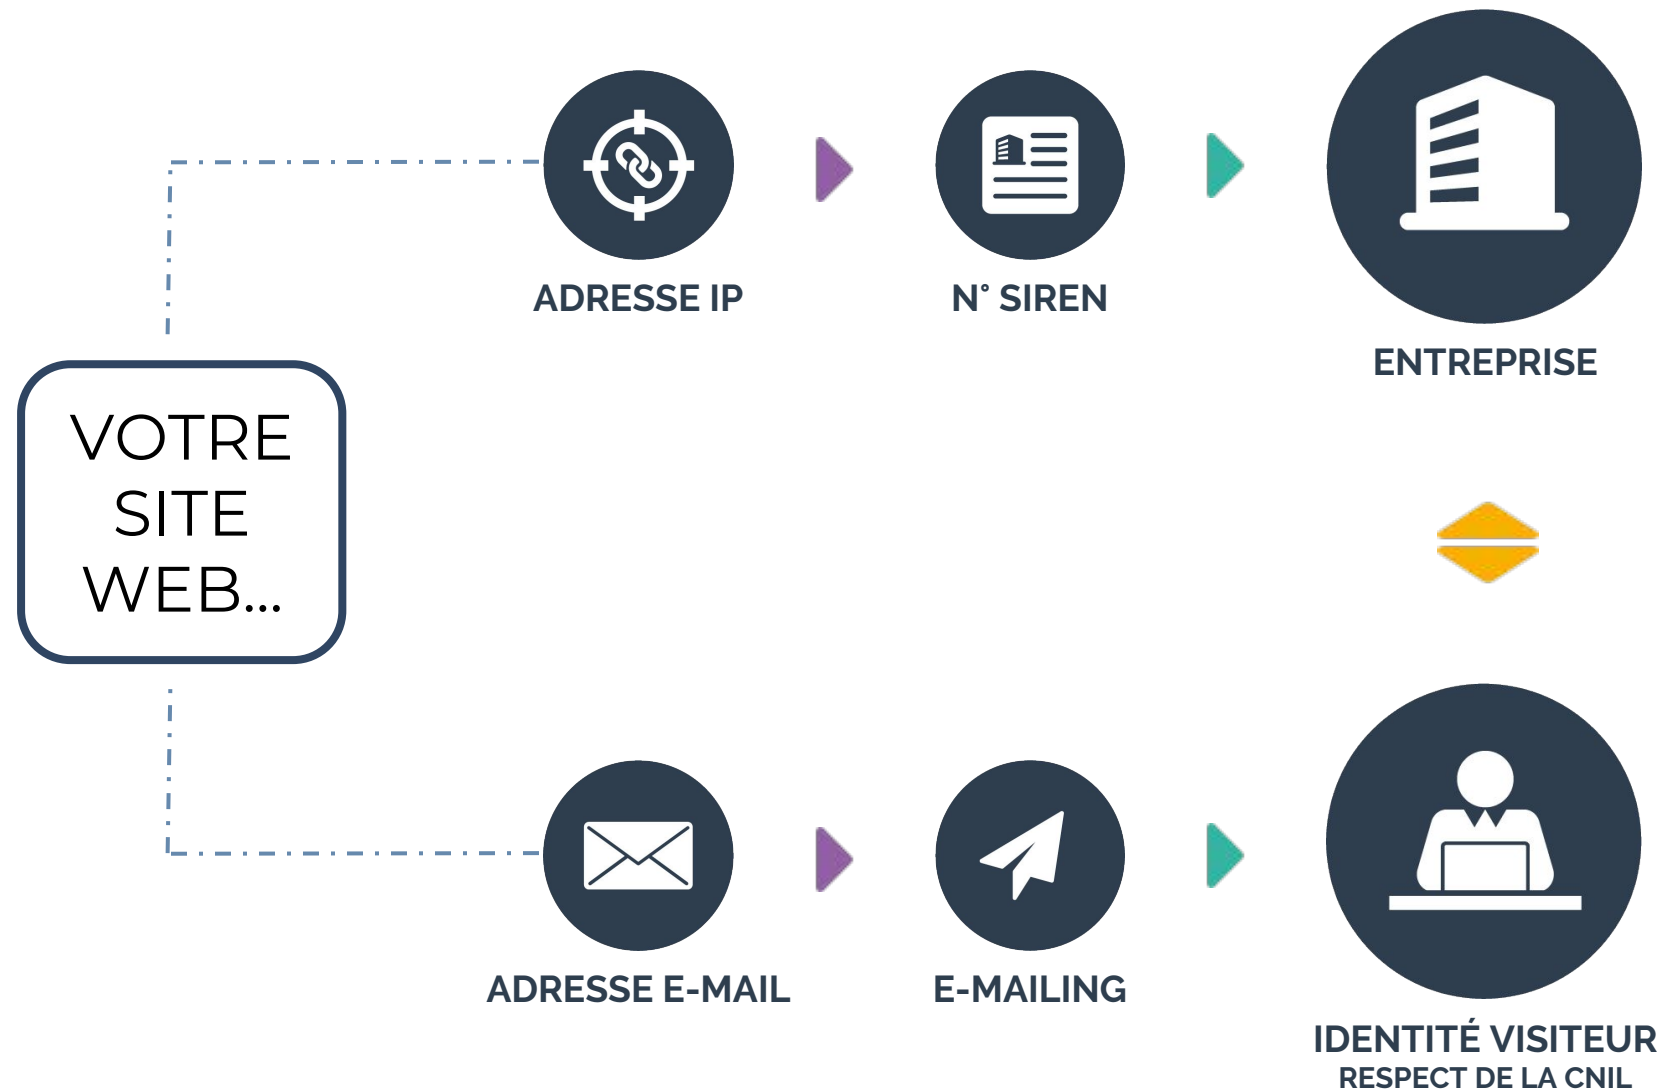 ADRESSE IP
N° SIREN
ENTREPRISE
VOTRE
SITE
WEB...
ADRESSE E-MAIL
E-MAILING
IDENTITÉ VISITEUR
RESPECT DE LA CNIL